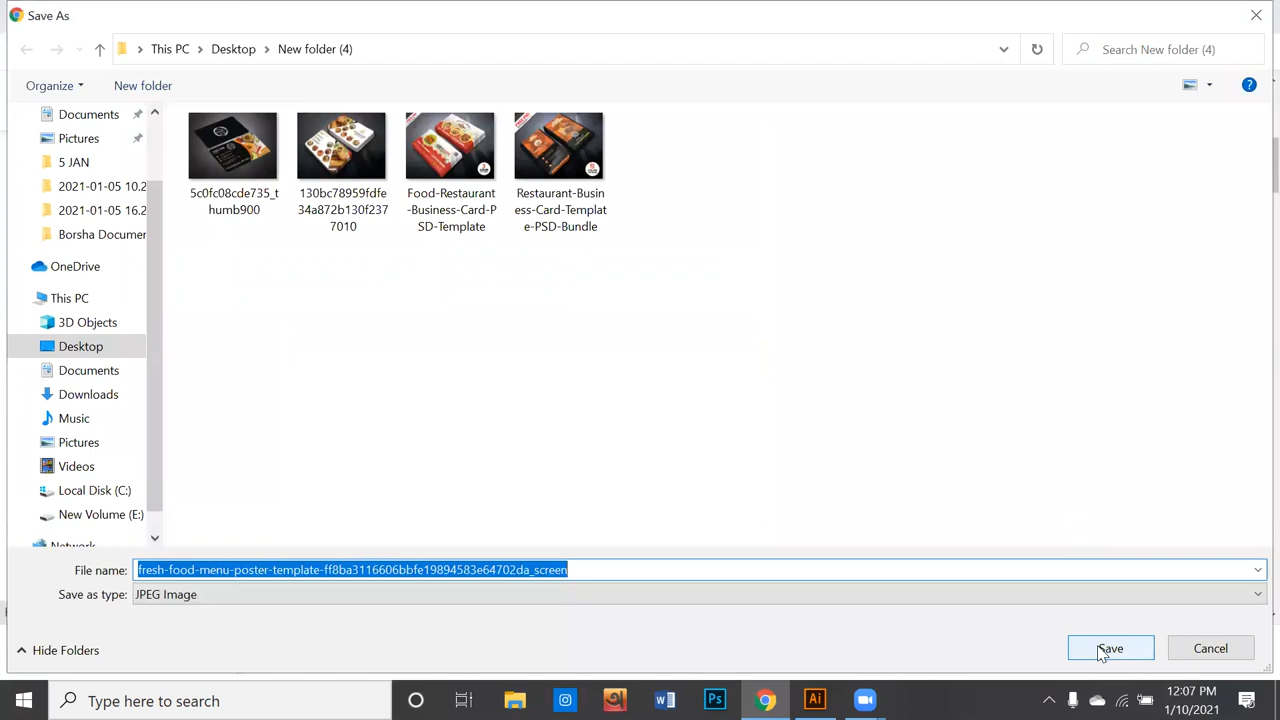 Save As
This PC
Desktop
New folder (4)
Search New folder (4)
Organize
New folder
Documents
Pictures
5 JAN
2021-01-05 10.2
2021-01-05 16.2
Borsha Documer
OneDrive
This PC
3D Objects
Desktop
Documents
Downloads
Music
Pictures
Videos
Local Disk (C:)
New Volume (E:)
Network
5c0fc08cde735_t
humb900
130bc78959fdfe
34a872b130f237
7010
Food-Restaurant
-Business-Card-P
SD-Template
Restaurant-Busin
ess-Card-Templat
e-PSD-Bundle
File name:
fresh-food-menu-poster-template-ff8ba3116606bbfe19894583e64702da_screen
Save as type:
JPEG Image
Hide Folders
Save
Cancel
Type here to search
Ps
Ai
12:07 PM
1/10/2021